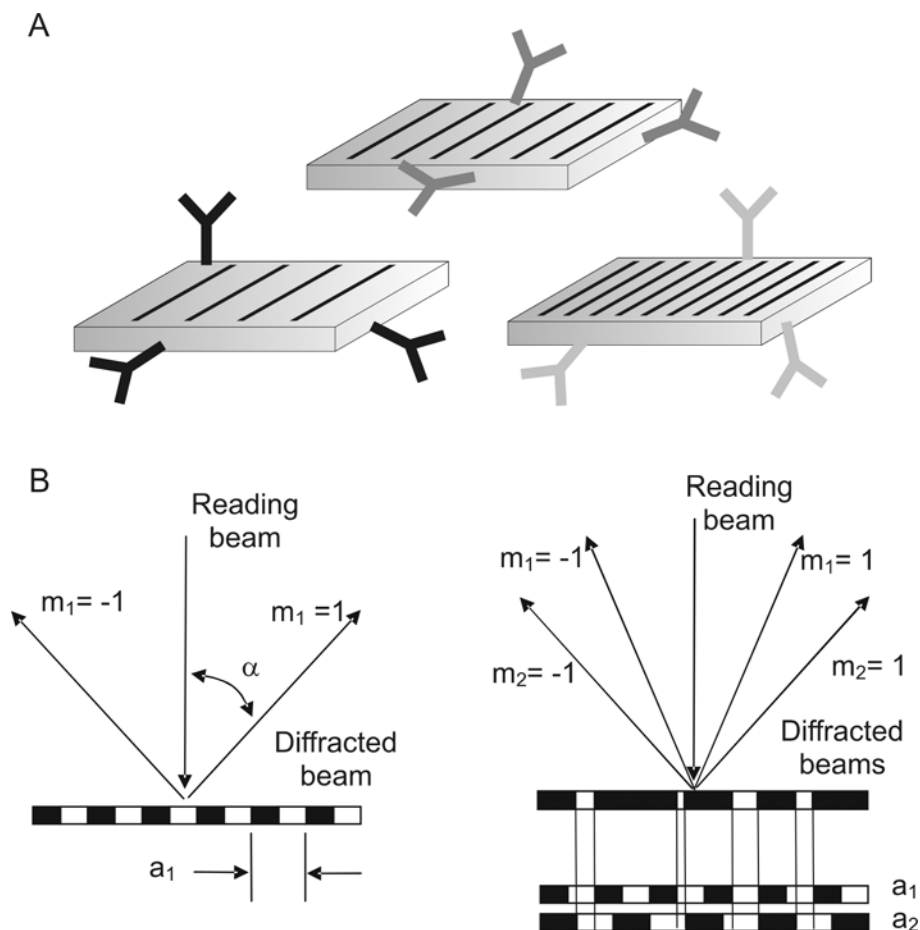 A
B
Reading
beam
m₁= -1
m₁ =1
α
Diffracted
beam
a₁
Reading
beam
m₁= -1
m₁= 1
m₂= -1
m₂= 1
Diffracted
beams
a₁
a₂